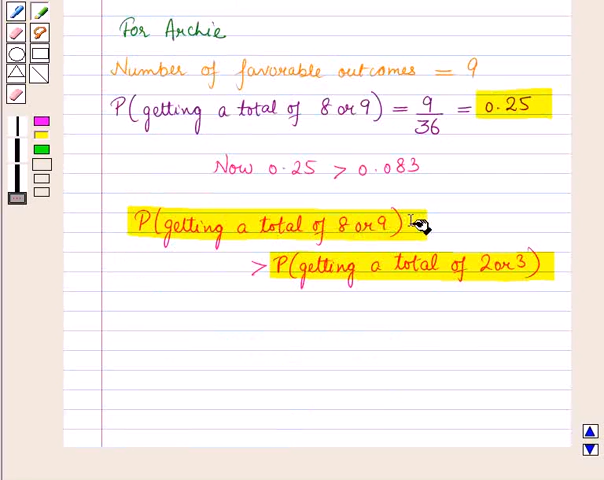 For Archie
Number of favorable outcomes = 9
P(getting a total of 8 or 9) = 9/36 = 0.25
Now 0.25 > 0.083
P(getting a total of 8 or 9)
> P(getting a total of 2 or 3)